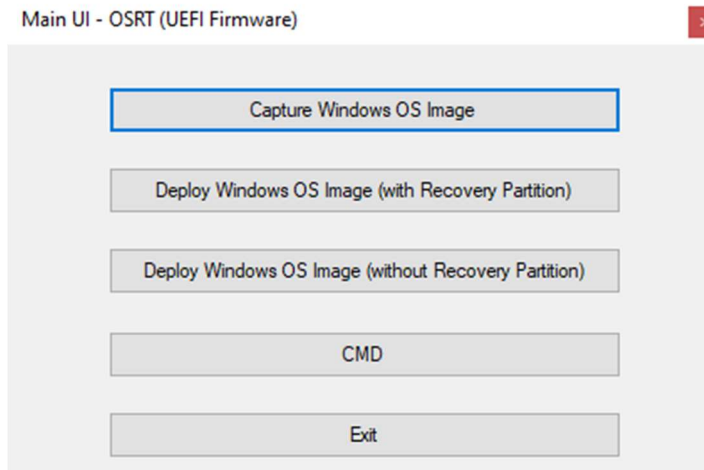 Main UI - OSRT (UEFI Firmware)
Capture Windows OS Image
Deploy Windows OS Image (with Recovery Partition)
Deploy Windows OS Image (without Recovery Partition)
CMD
Exit